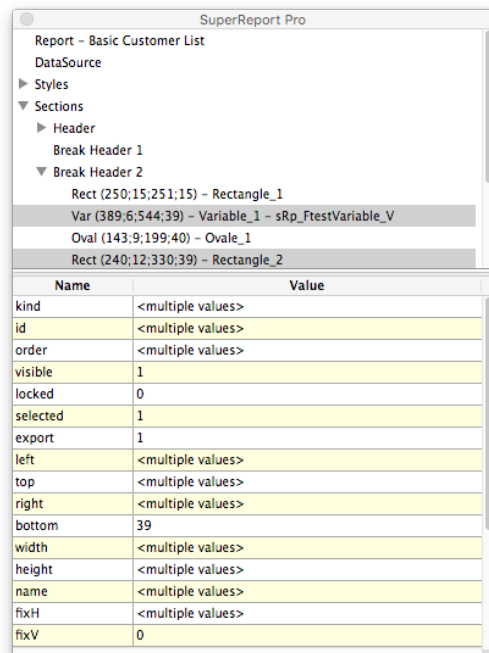 SuperReport Pro
Report – Basic Customer List
DataSource
Styles
Sections
Header
Break Header 1
Break Header 2
Rect (250;15;251;15) – Rectangle_1
Var (389;6;544;39) – Variable_1 – sRp_FtestVariable_V
Oval (143;9;199;40) – Ovale_1
Rect (240;12;330;39) – Rectangle_2
Name Value
kind <multiple values>
id <multiple values>
order <multiple values>
visible 1
locked 0
selected 1
export 1
left <multiple values>
top <multiple values>
right <multiple values>
bottom 39
width <multiple values>
height <multiple values>
name <multiple values>
fixH <multiple values>
fixV 0